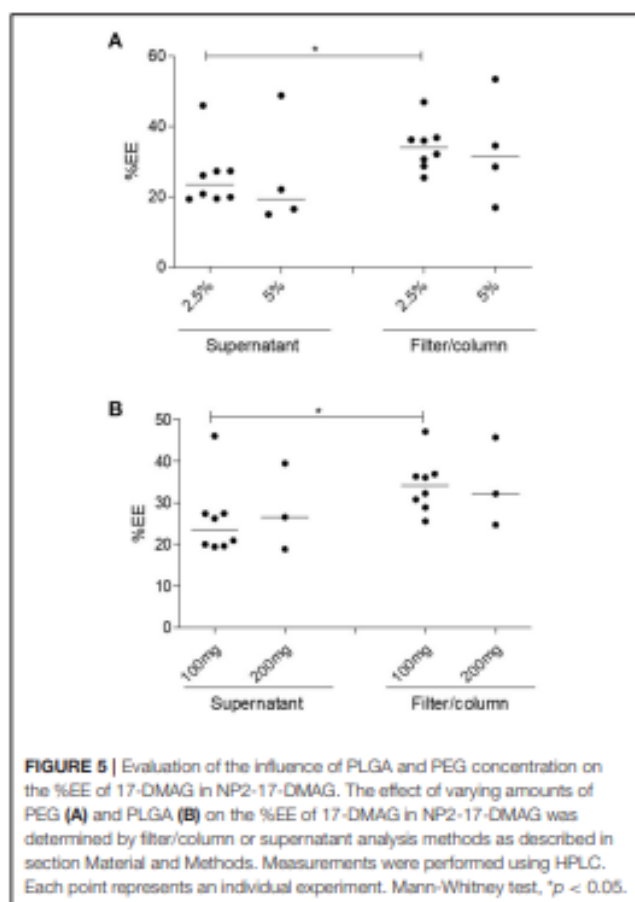 A
*
60
40
20
0
%EE
2.5%
5%
2.5%
5%
Supernatant
Filter/column
B
*
50
40
30
20
10
0
%EE
100mg
200mg
100mg
200mg
Supernatant
Filter/column
FIGURE 5 | Evaluation of the influence of PLGA and PEG concentration on
the %EE of 17-DMAG in NP2-17-DMAG. The effect of varying amounts of
PEG (A) and PLGA (B) on the %EE of 17-DMAG in NP2-17-DMAG was
determined by filter/column or supernatant analysis methods as described in
section Material and Methods. Measurements were performed using HPLC.
Each point represents an individual experiment. Mann-Whitney test, *p < 0.05.